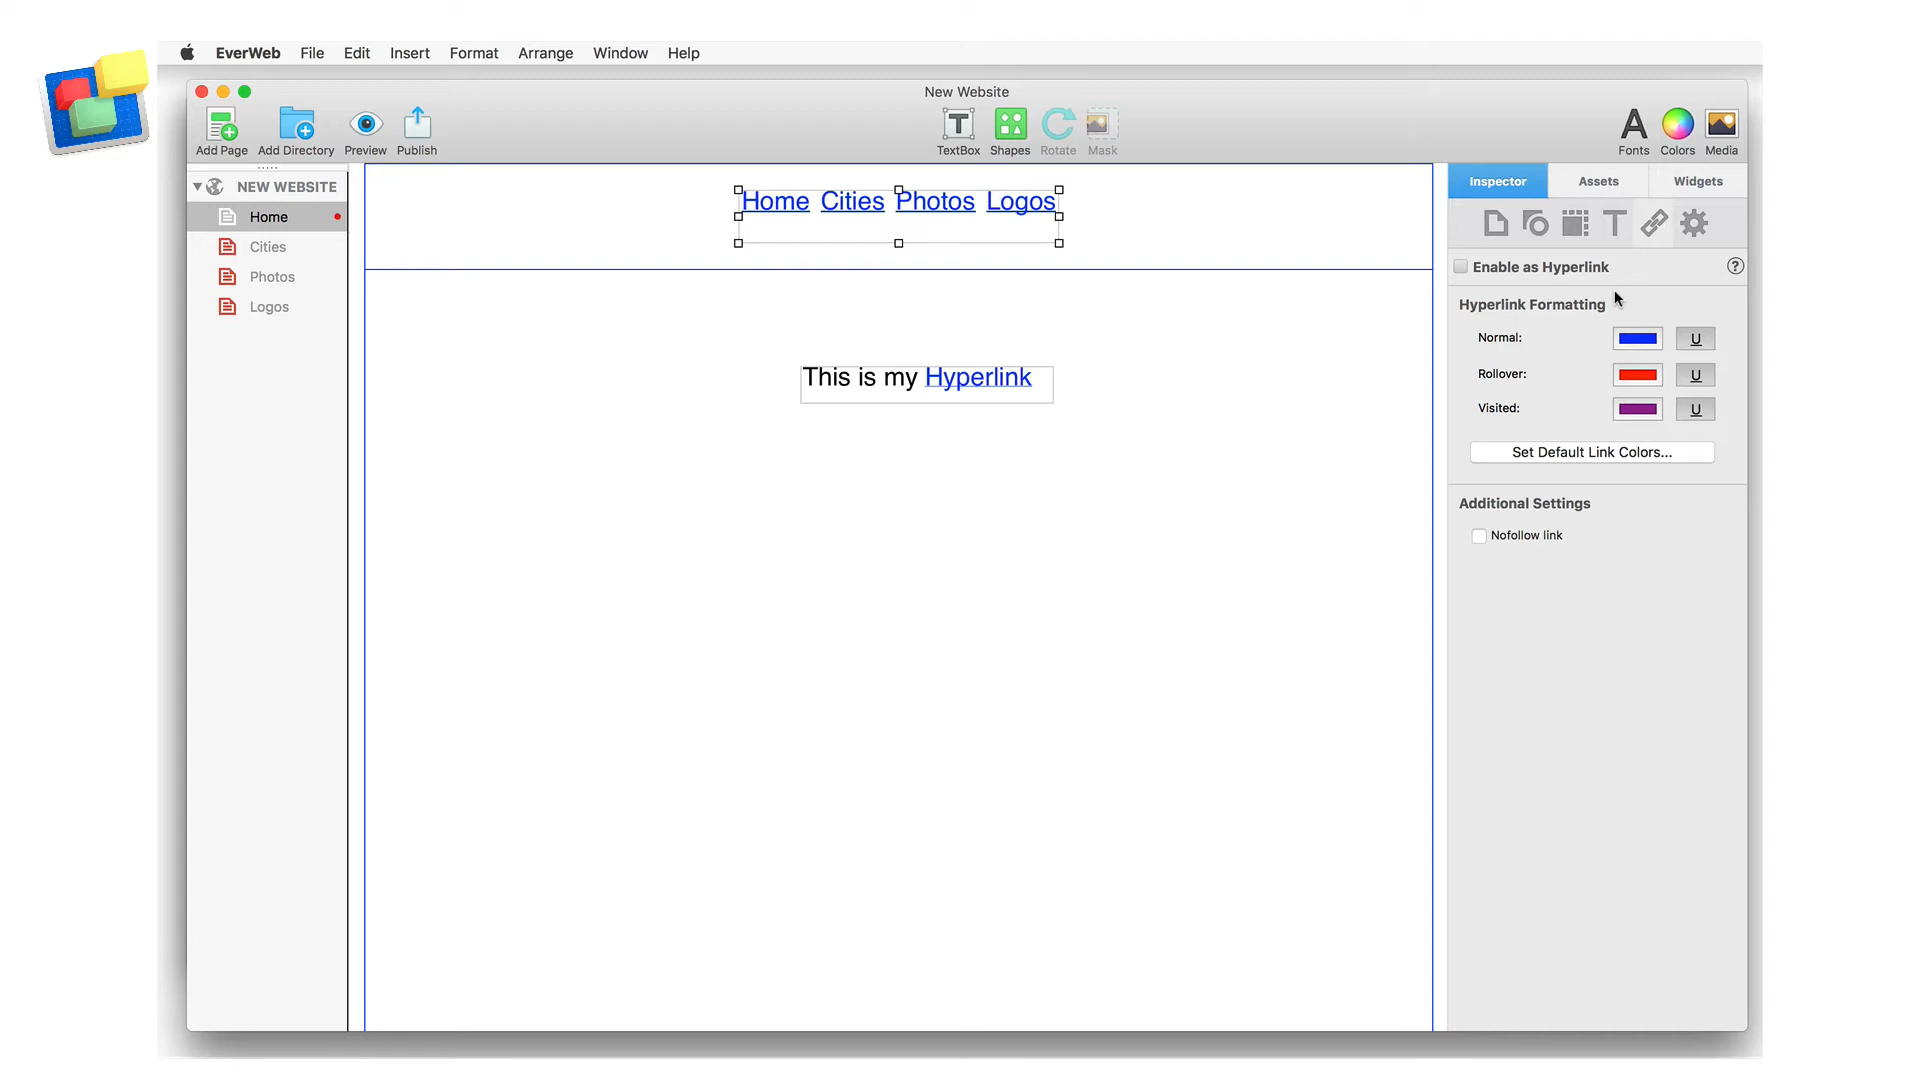 EverWeb File Edit Insert Format Arrange Window Help
New Website
Add Page Add Directory Preview Publish TextBox Shapes Rotate Mask Fonts Colors Media
NEW WEBSITE
Home
Cities
Photos
Logos
Home Cities Photos Logos
This is my Hyperlink
Inspector Assets Widgets
Enable as Hyperlink ?
Hyperlink Formatting
Normal: U
Rollover: U
Visited: U
Set Default Link Colors...
Additional Settings
Nofollow link